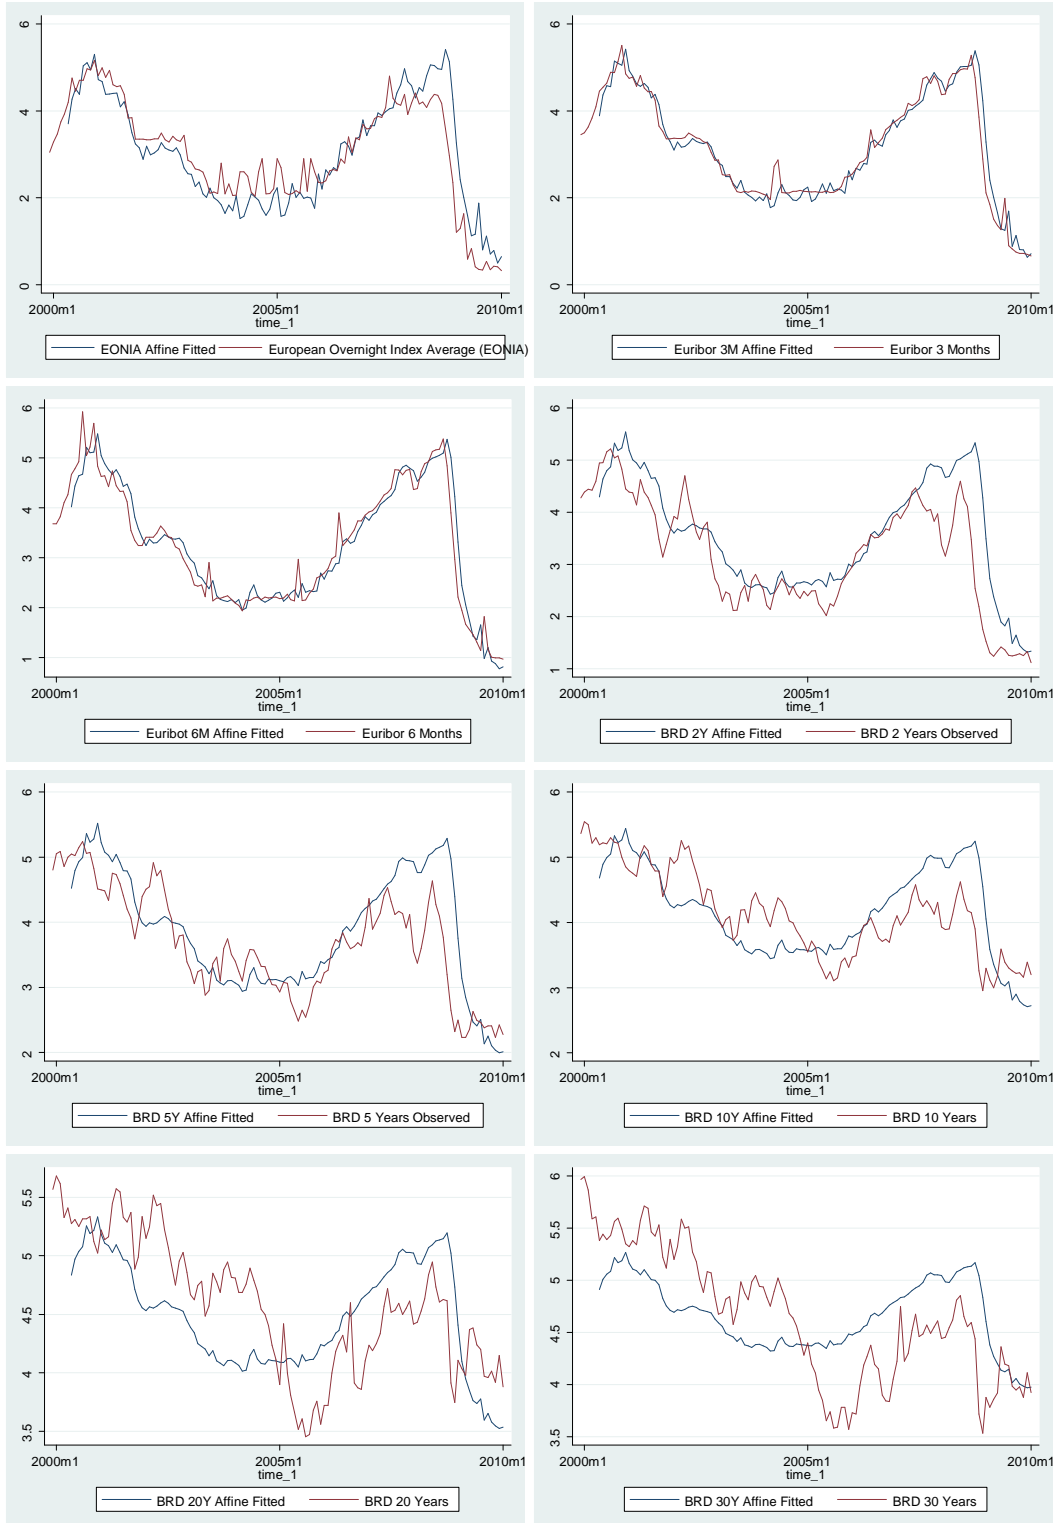 6
4
2
0
2000m1 2005m1 2010m1
time_1
EONIA Affine Fitted European Overnight Index Average (EONIA)
6
4
2
0
2000m1 2005m1 2010m1
time_1
Euribor 3M Affine Fitted Euribor 3 Months
6
5
4
3
2
1
2000m1 2005m1 2010m1
time_1
Euribot 6M Affine Fitted Euribor 6 Months
6
5
4
3
2
1
2000m1 2005m1 2010m1
time_1
BRD 2Y Affine Fitted BRD 2 Years Observed
6
5
4
3
2
2000m1 2005m1 2010m1
time_1
BRD 5Y Affine Fitted BRD 5 Years Observed
6
5
4
3
2
2000m1 2005m1 2010m1
time_1
BRD 10Y Affine Fitted BRD 10 Years
5.5
5
4.5
4
3.5
2000m1 2005m1 2010m1
time_1
BRD 20Y Affine Fitted BRD 20 Years
6
5.5
5
4.5
4
3.5
2000m1 2005m1 2010m1
time_1
BRD 30Y Affine Fitted BRD 30 Years